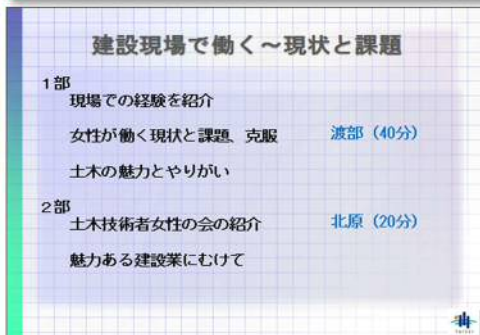 建設現場で働く～現状と課題
1部
現場での経験を紹介
女性が働く現状と課題、克服 渡部（40分）
土木の魅力とやりがい
2部
土木技術者女性の会の紹介 北原（20分）
魅力ある建設業にむけて